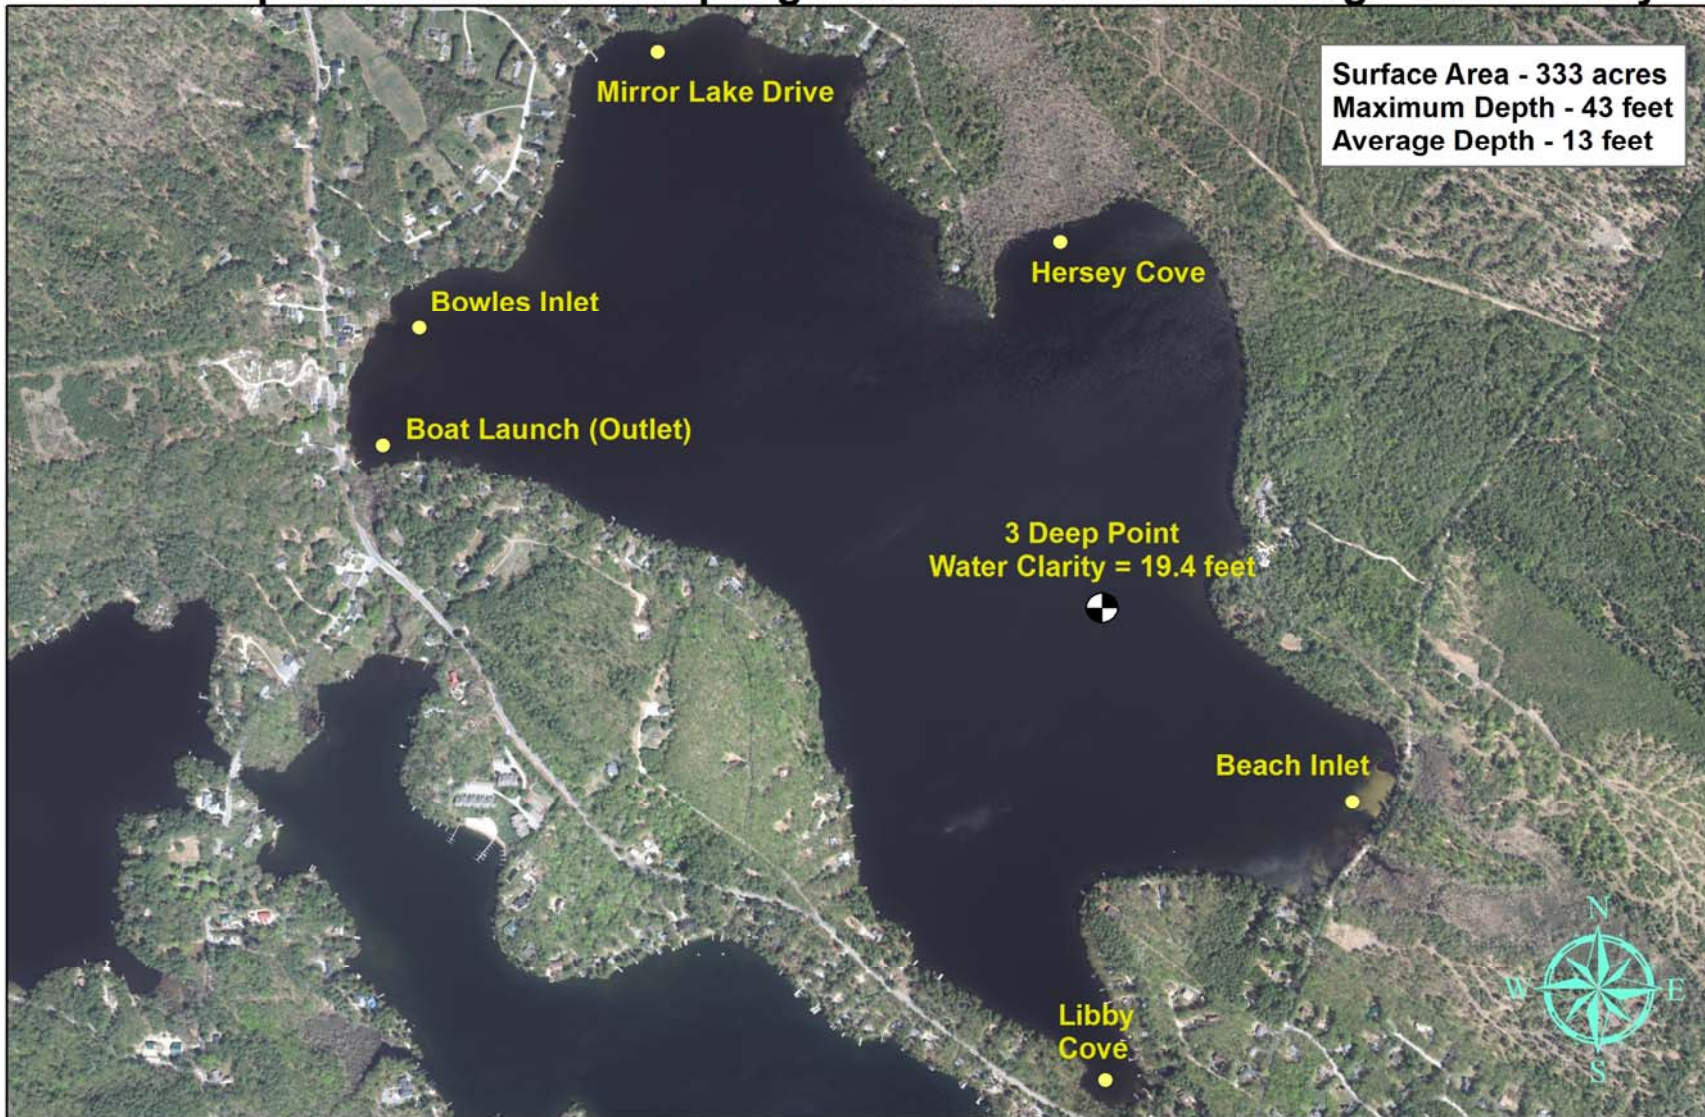 Surface Area - 333 acres
Maximum Depth - 43 feet
Average Depth - 13 feet
Mirror Lake Drive
Hersey Cove
Bowles Inlet
Boat Launch (Outlet)
3 Deep Point
Water Clarity = 19.4 feet
Beach Inlet
Libby
Cove
N
W
E
S